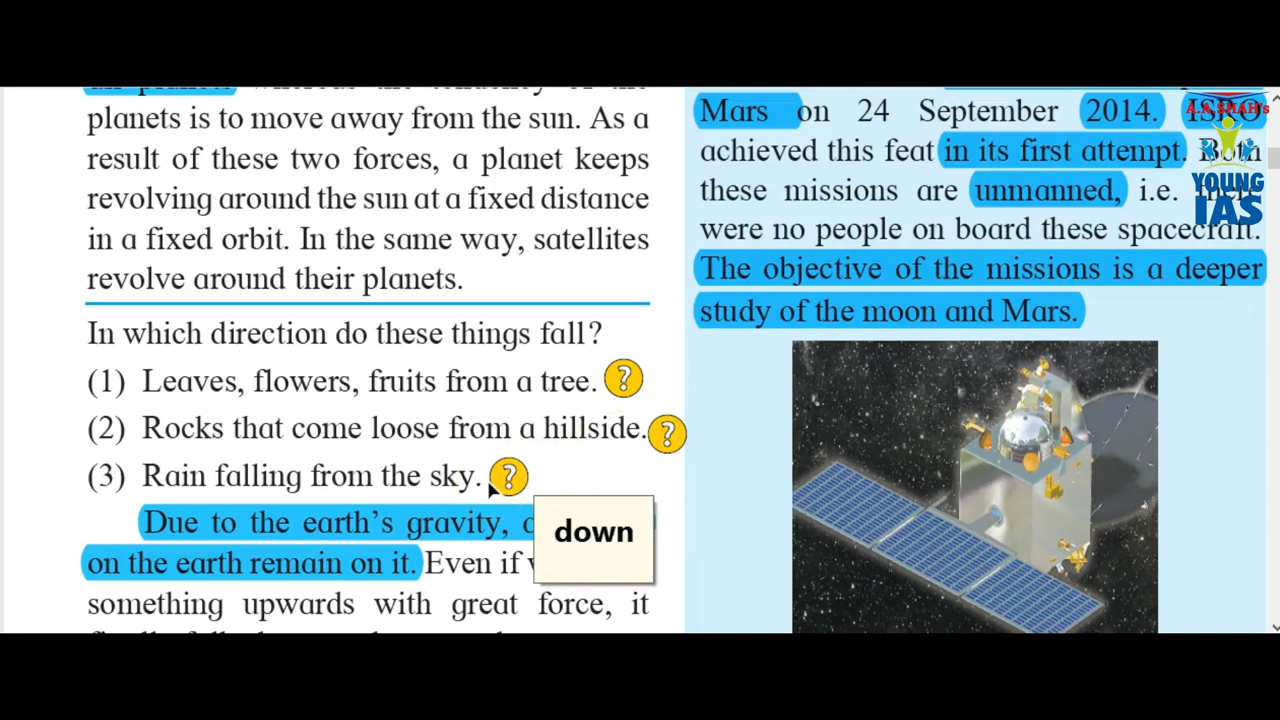 planets is to move away from the sun. As a
result of these two forces, a planet keeps
revolving around the sun at a fixed distance
in a fixed orbit. In the same way, satellites
revolve around their planets.
In which direction do these things fall?
(1) Leaves, flowers, fruits from a tree. ?
(2) Rocks that come loose from a hillside. ?
(3) Rain falling from the sky. ?
Due to the earth's gravity,
on the earth remain on it. Even if
something upwards with great force, it
down
Mars on 24 September 2014. ISRO
achieved this feat in its first attempt. Both
these missions are unmanned, i.e. there
were no people on board these spacecraft.
The objective of the missions is a deeper
study of the moon and Mars.
A.A.SHAH's
YOUNG
IAS